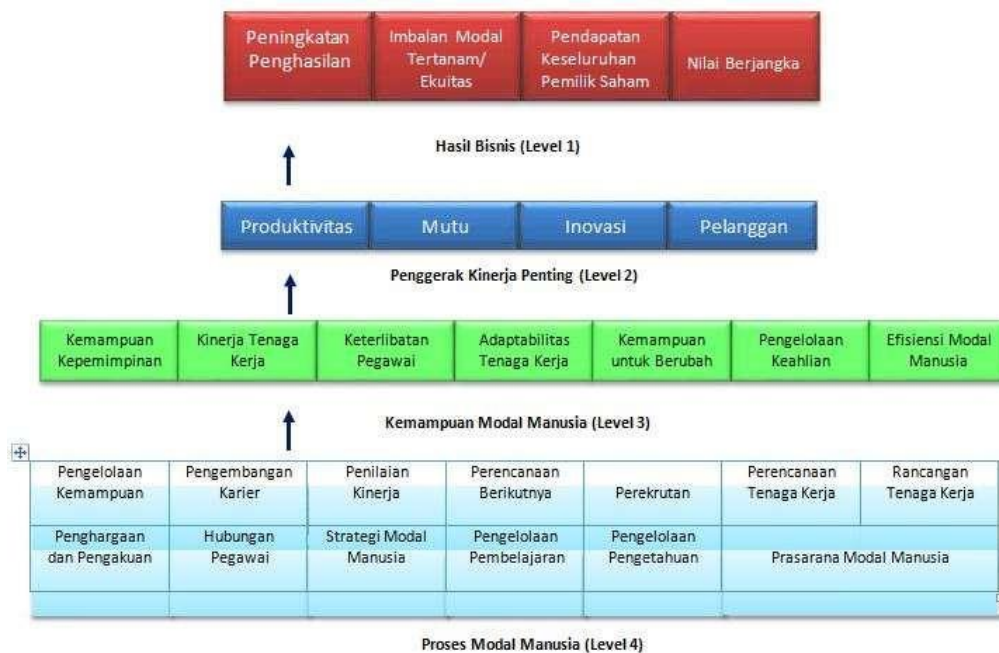 Peningkatan
Penghasilan
Imbalan Modal
Tertanam/
Ekuitas
Pendapatan
Keseluruhan
Pemilik Saham
Nilai Berjangka
Hasil Bisnis (Level 1)
Produktivitas
Mutu
Inovasi
Pelanggan
Penggerak Kinerja Penting (Level 2)
Kemampuan
Kepemimpinan
Kinerja Tenaga
Kerja
Keterlibatan
Pegawai
Adaptabilitas
Tenaga Kerja
Kemampuan
untuk Berubah
Pengelolaan
Keahlian
Efisiensi Modal
Manusia
Kemampuan Modal Manusia (Level 3)
Pengelolaan
Kemampuan
Pengembangan
Karier
Penilaian
Kinerja
Perencanaan
Berikutnya
Perekrutan
Perencanaan
Tenaga Kerja
Rancangan
Tenaga Kerja
Penghargaan
dan Pengakuan
Hubungan
Pegawai
Strategi Modal
Manusia
Pengelolaan
Pembelajaran
Pengelolaan
Pengetahuan
Prasarana Modal Manusia
Proses Modal Manusia (Level 4)